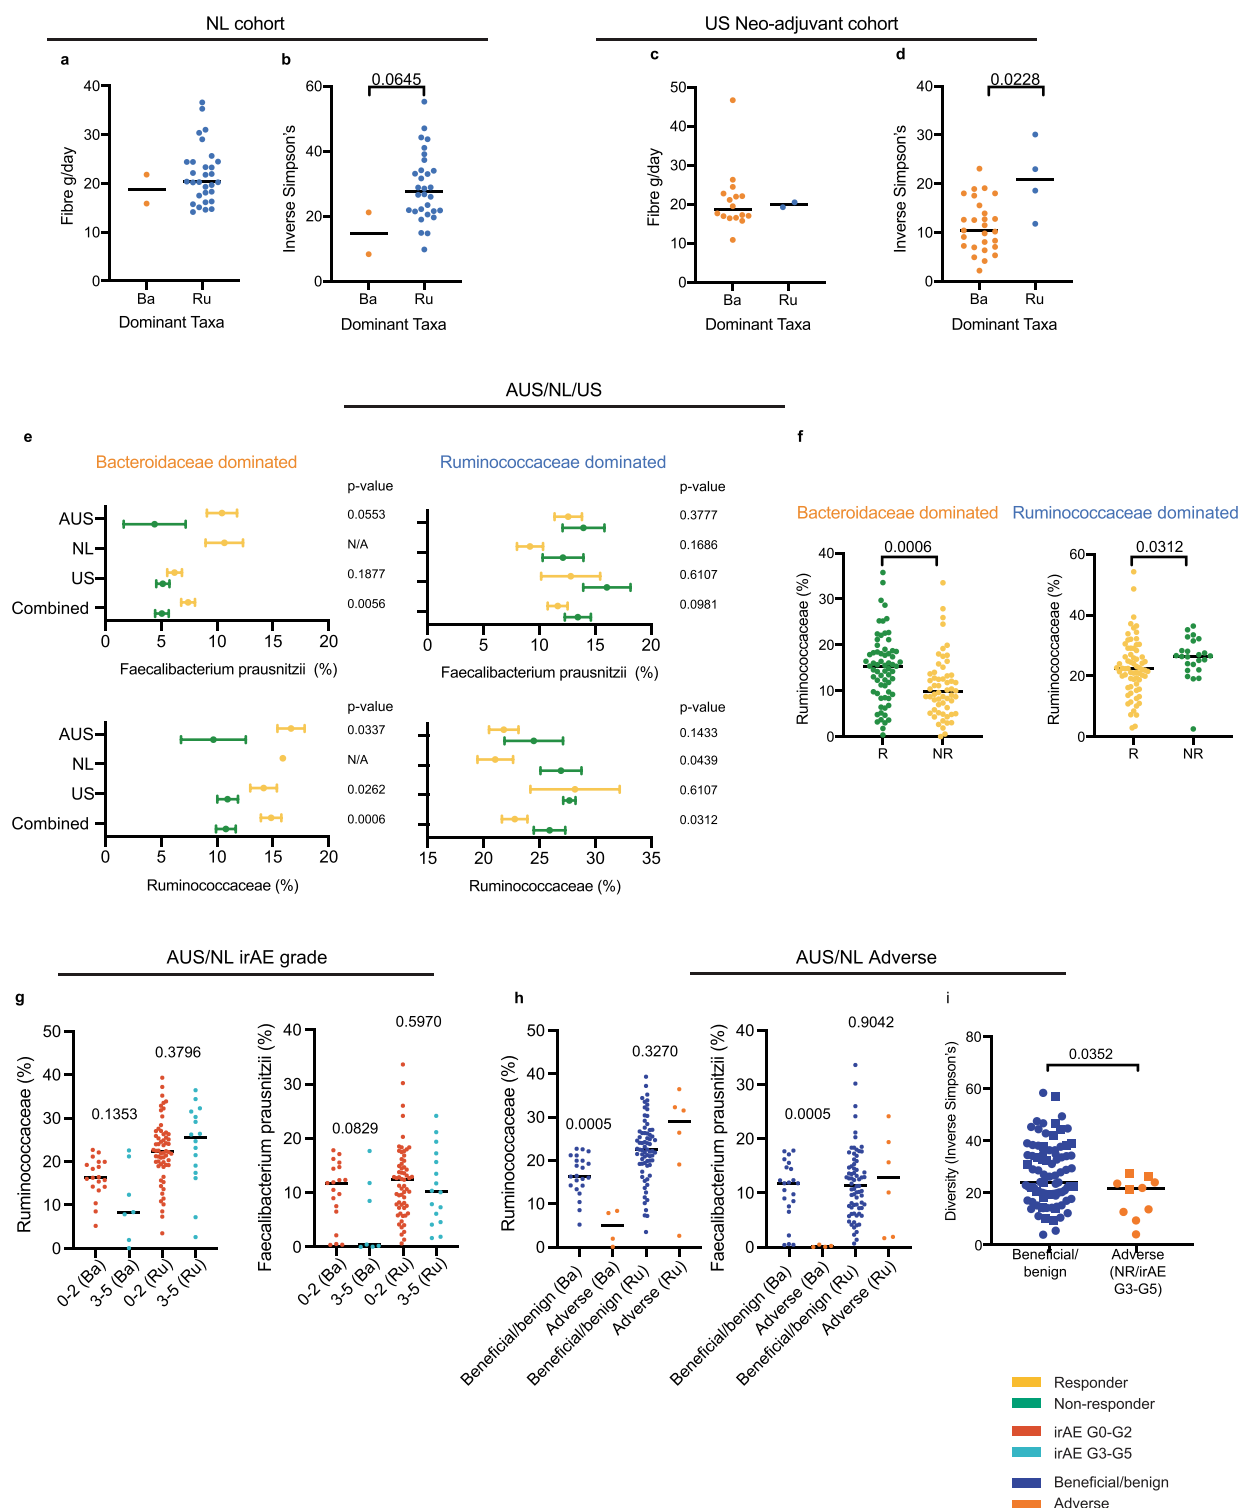 NL cohort
US Neo-adjuvant cohort
a
b
c
d
0.0645
0.0228
Fibre g/day
40
30
20
10
0
Ba
Ru
Dominant Taxa
Inverse Simpson's
60
40
20
0
Ba
Ru
Dominant Taxa
Fibre g/day
50
40
30
20
10
0
Ba
Ru
Dominant Taxa
Inverse Simpson's
40
30
20
10
0
Ba
Ru
Dominant Taxa
AUS/NL/US
e
Bacteroidaceae dominated
p-value
AUS
0.0553
NL
N/A
US
0.1877
Combined
0.0056
0 5 10 15 20
Faecalibacterium prausnitzii (%)
Ruminococcaceae dominated
p-value
0.3777
0.1686
0.6107
0.0981
0 5 10 15 20
Faecalibacterium prausnitzii (%)
p-value
AUS
0.0337
NL
N/A
US
0.0262
Combined
0.0006
0 5 10 15 20
Ruminococcaceae (%)
p-value
0.1433
0.0439
0.6107
0.0312
15 20 25 30 35
Ruminococcaceae (%)
f
Bacteroidaceae dominated
0.0006
Ruminococcaceae (%)
40
30
20
10
0
R
NR
Ruminococcaceae dominated
0.0312
Ruminococcaceae (%)
60
40
20
0
R
NR
AUS/NL irAE grade
g
Ruminococcaceae (%)
50
40
30
20
10
0
0.1353
0.3796
0-2 (Ba)
3-5 (Ba)
0-2 (Ru)
3-5 (Ru)
Faecalibacterium prausnitzii (%)
40
30
20
10
0
0.0829
0.5970
0-2 (Ba)
3-5 (Ba)
0-2 (Ru)
3-5 (Ru)
AUS/NL Adverse
h
Ruminococcaceae (%)
50
40
30
20
10
0
0.0005
0.3270
Beneficial/benign (Ba)
Adverse (Ba)
Beneficial/benign (Ru)
Adverse (Ru)
Faecalibacterium prausnitzii (%)
40
30
20
10
0
0.0005
0.9042
Beneficial/benign (Ba)
Adverse (Ba)
Beneficial/benign (Ru)
Adverse (Ru)
i
Diversity (Inverse Simpson's)
80
60
40
20
0
0.0352
Beneficial/
benign
Adverse
(NR/irAE
G3-G5)
Responder
Non-responder
irAE G0-G2
irAE G3-G5
Beneficial/benign
Adverse